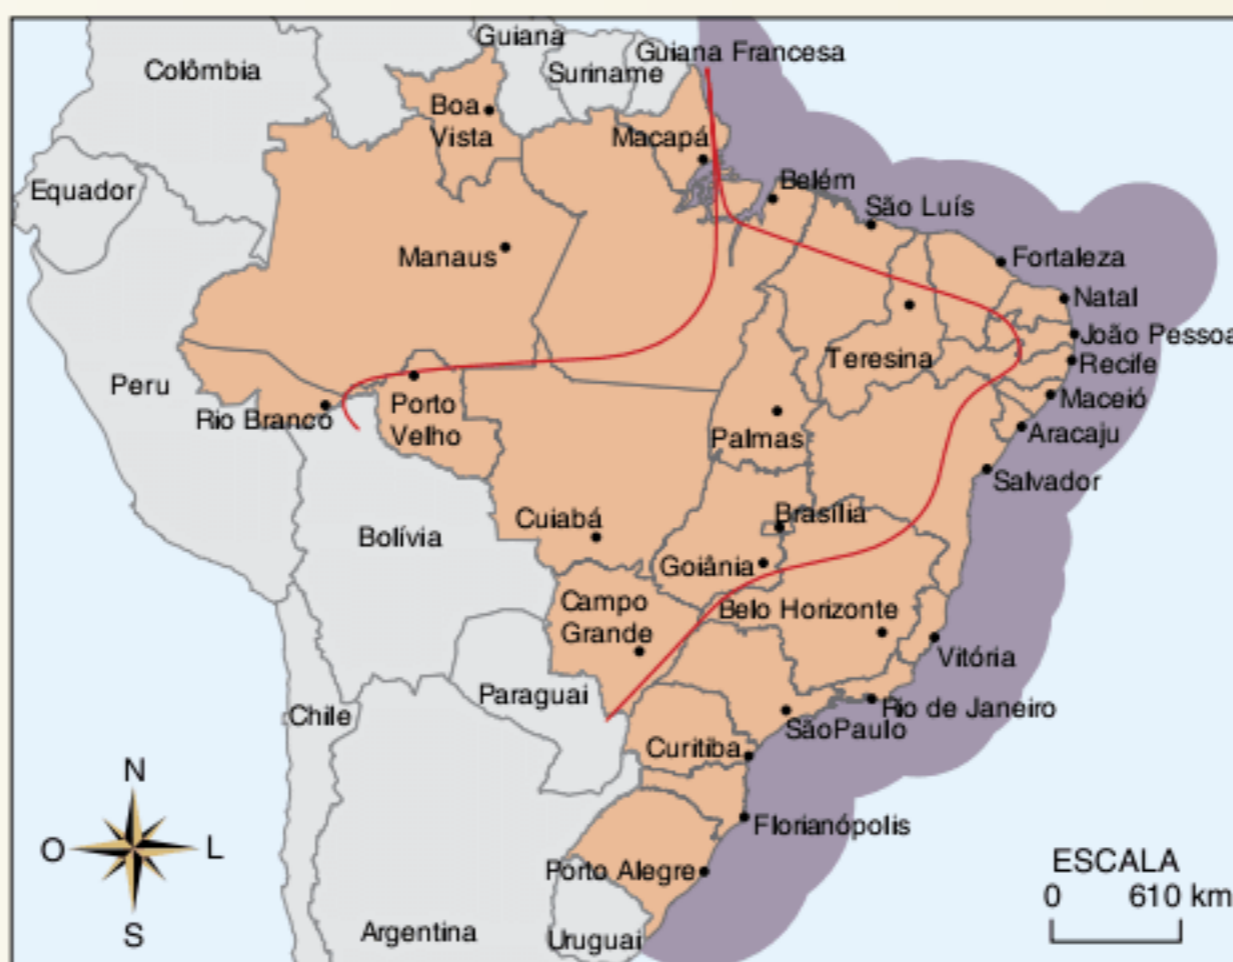 Guiana
Guiana Francesa
Colômbia
Suriname
Boa
Vista
Macapá
Equador
Belém
São Luís
Manaus
Fortaleza
Natal
João Pessoa
Teresina
Recife
Peru
Maceió
Rio Branco
Porto
Velho
Palmas
Aracaju
Salvador
Cuiabá
Brasília
Bolívia
Goiânia
Campo
Grande
Belo Horizonte
Vitória
Paraguai
Chile
Rio de Janeiro
SãoPaulo
Curitiba
N
O
L
S
Florianópolis
Porto Alegre
Argentina
Uruguai
ESCALA
0 610 km